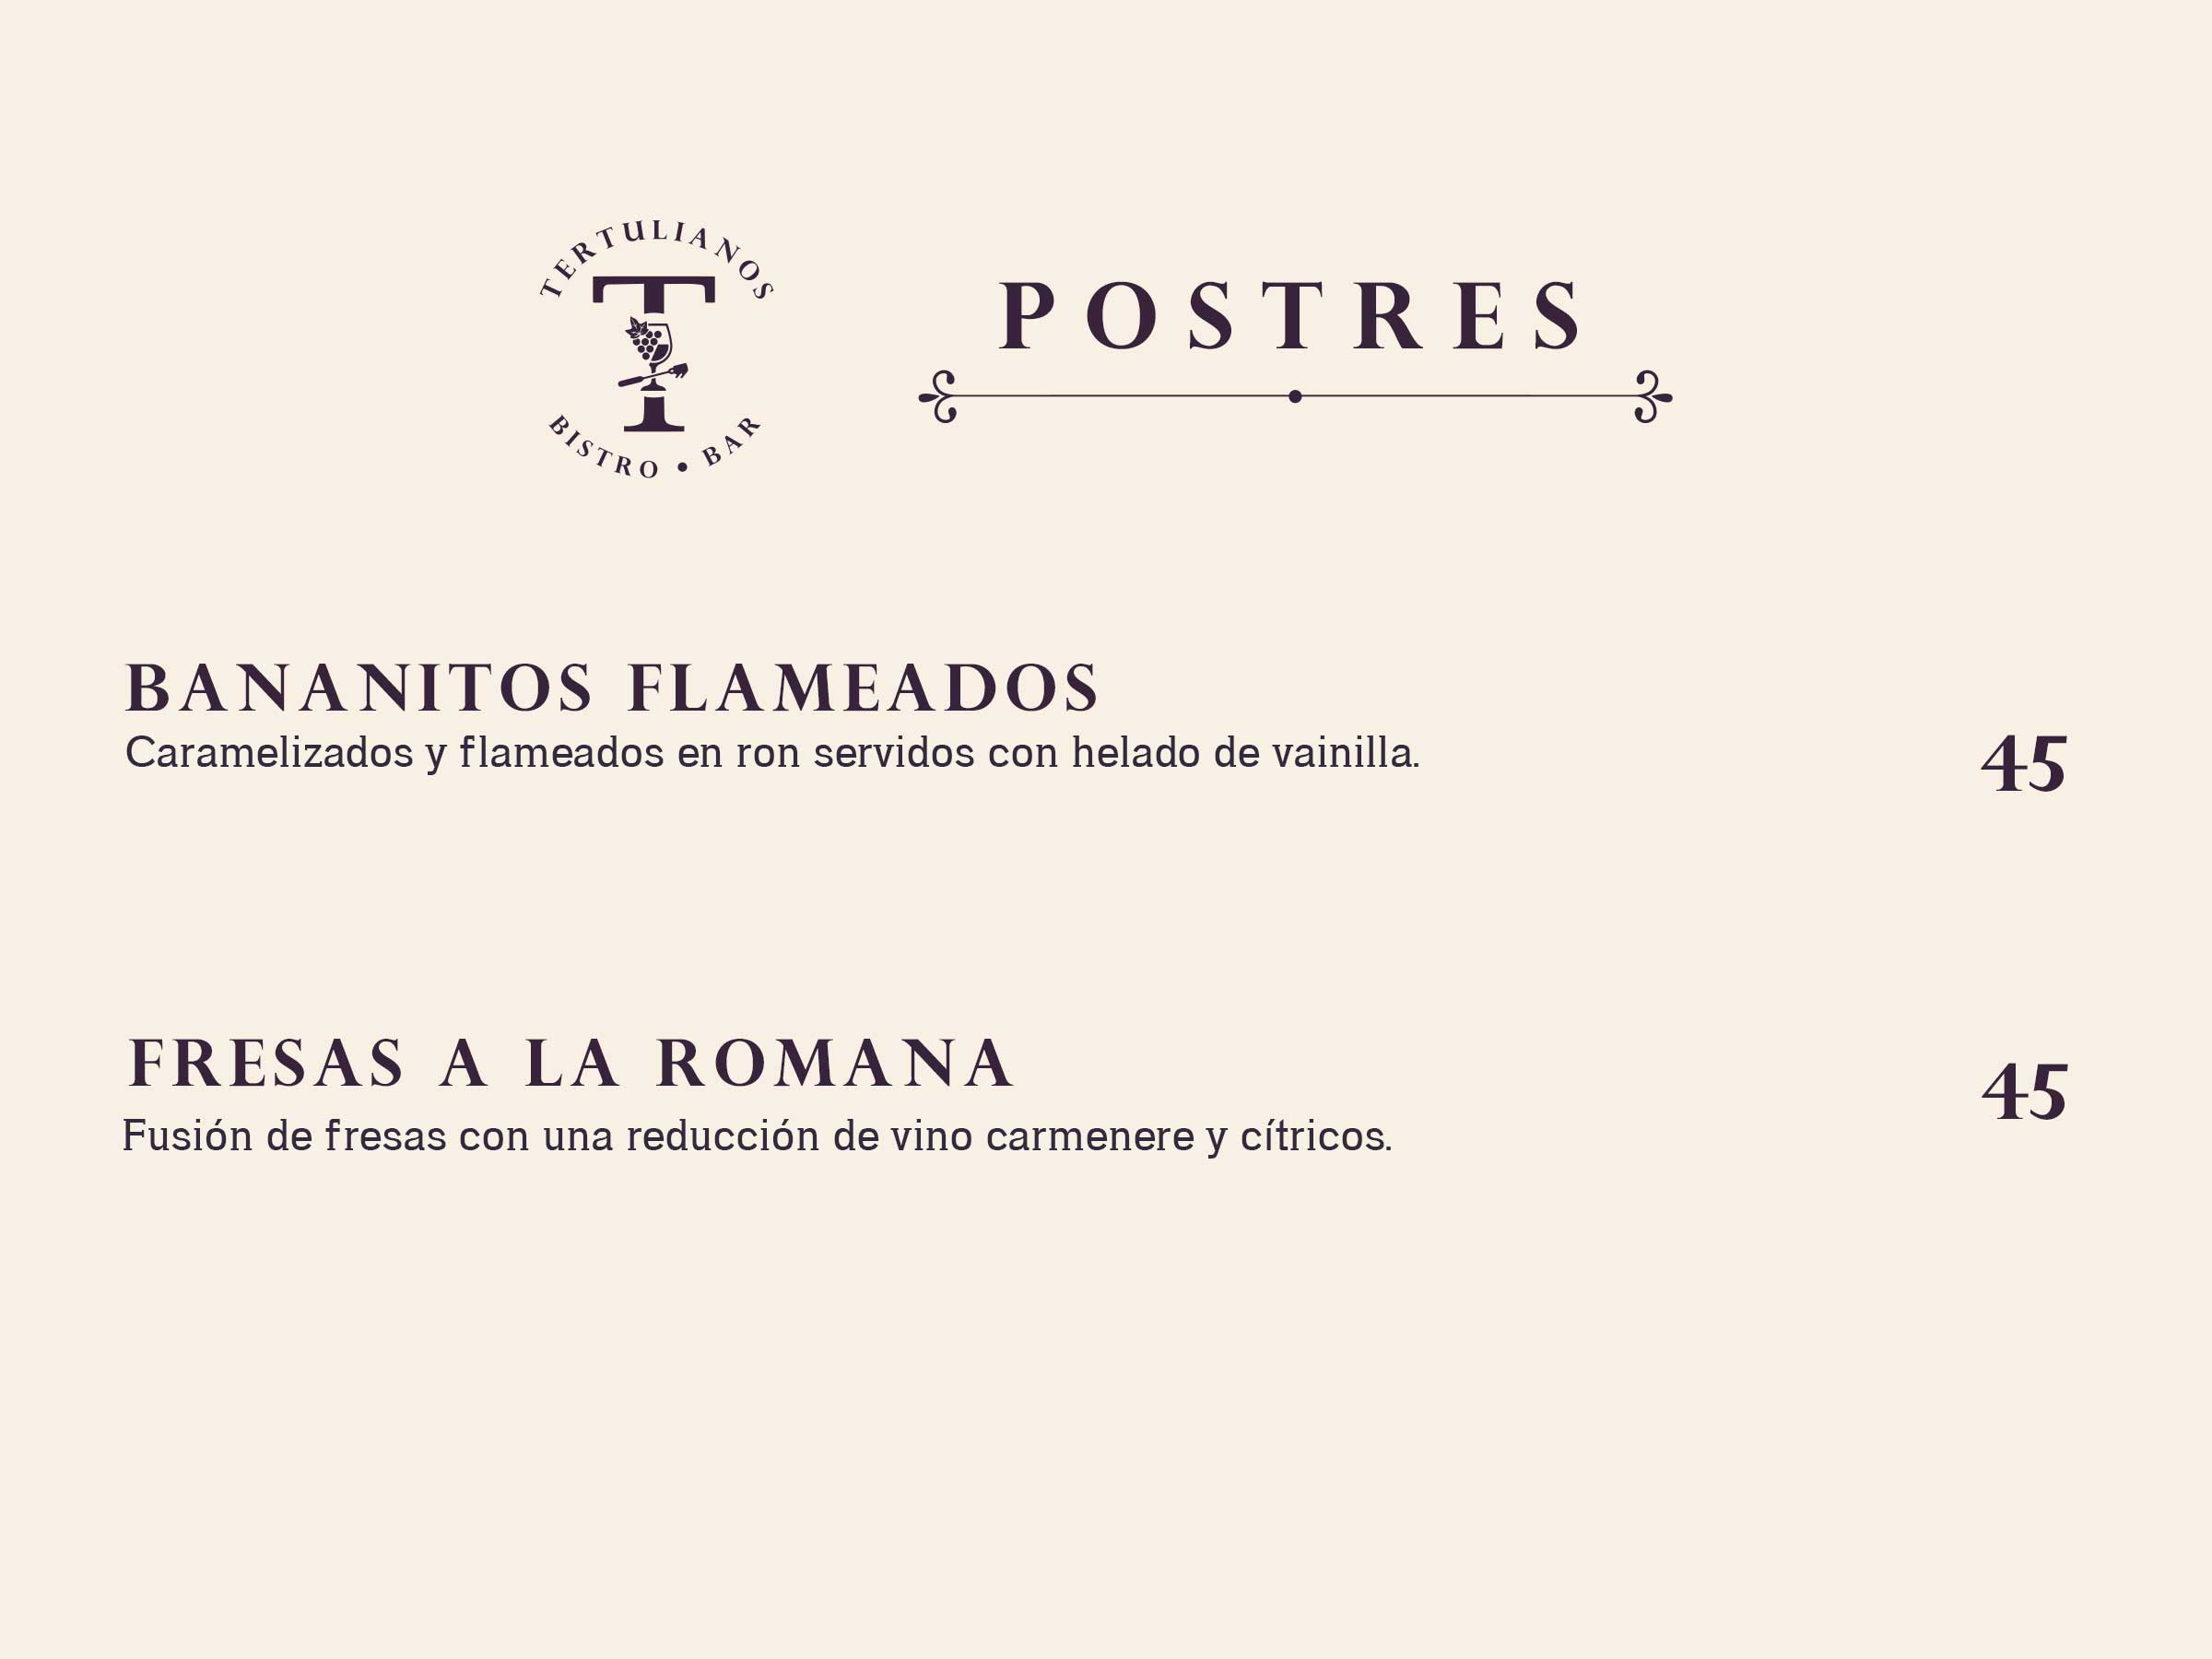 TERTULIANOS
T
BISTRO • BAR
POSTRES
BANANITOS FLAMEADOS
Caramelizados y flameados en ron servidos con helado de vainilla.
45
FRESAS A LA ROMANA
45
Fusión de fresas con una reducción de vino carmenere y cítricos.